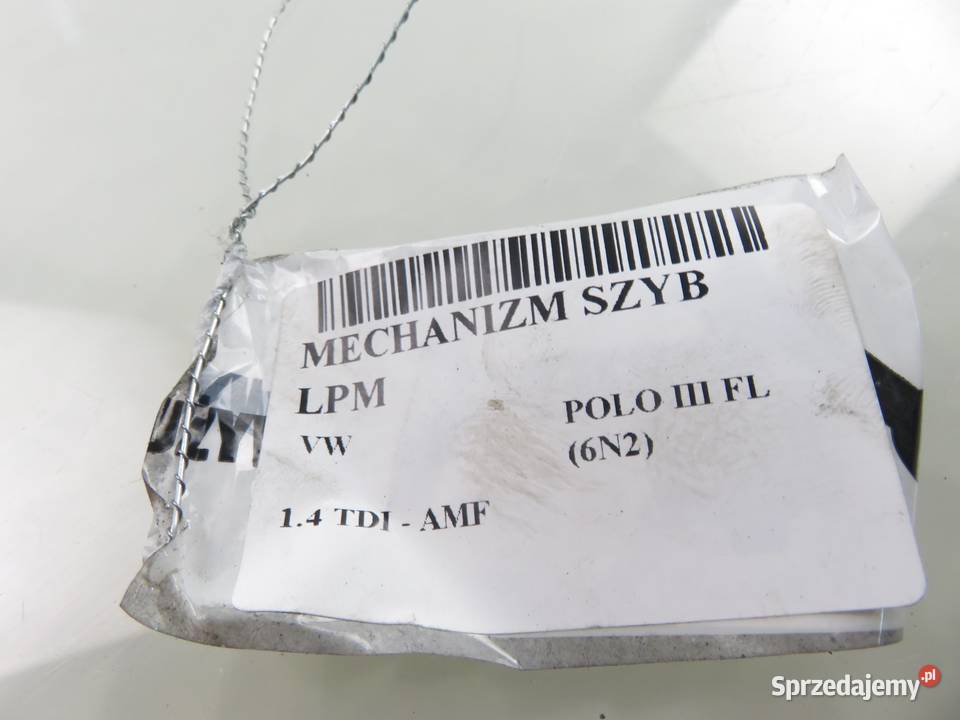 MECHANIZM SZYB
LPM
VW
POLO III FL
(6N2)
1.4 TDI - AMF
Sprzedajemy.pl